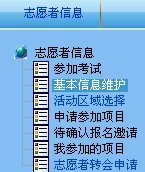 志愿者信息
志愿者信息
参加考试
基本信息维护
活动区域选择
申请参加项目
待确认报名邀请
我参加的项目
志愿者转会申请